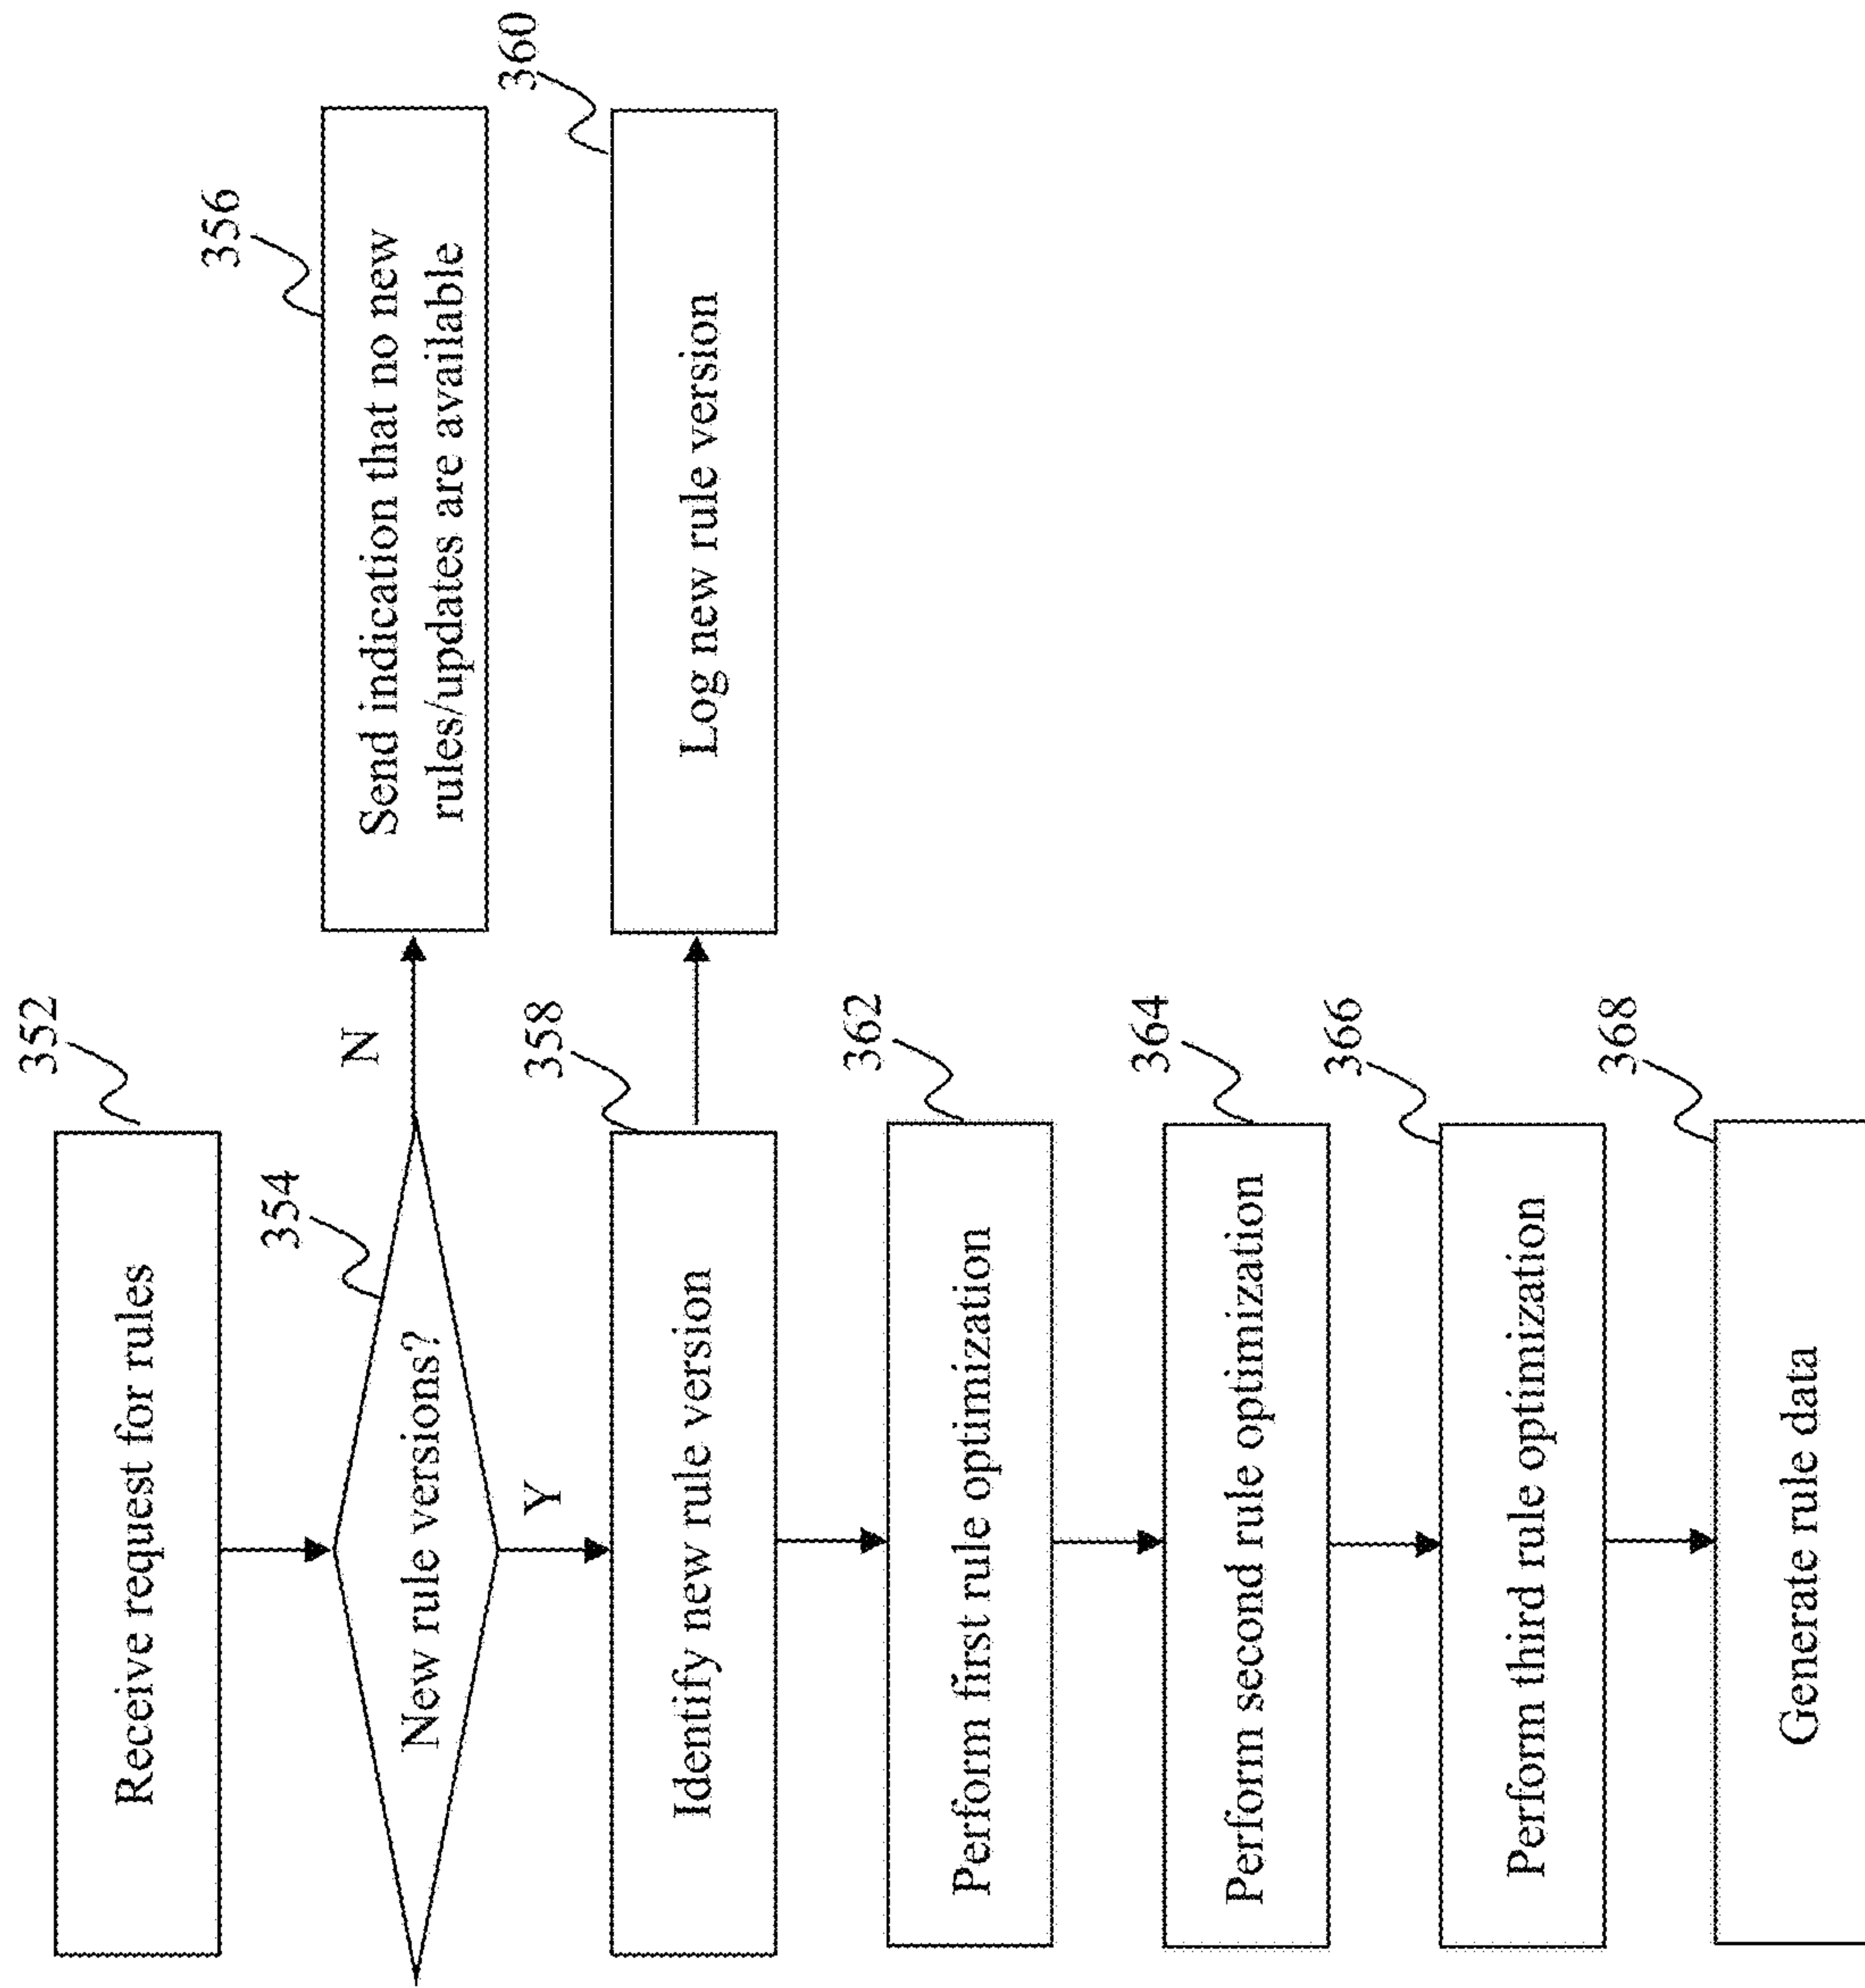 352
Receive request for rules
354
New rule versions?
N
356
Send indication that no new
rules/updates are available
Y
358
Identify new rule version
360
Log new rule version
362
Perform first rule optimization
364
Perform second rule optimization
366
Perform third rule optimization
368
Generate rule data